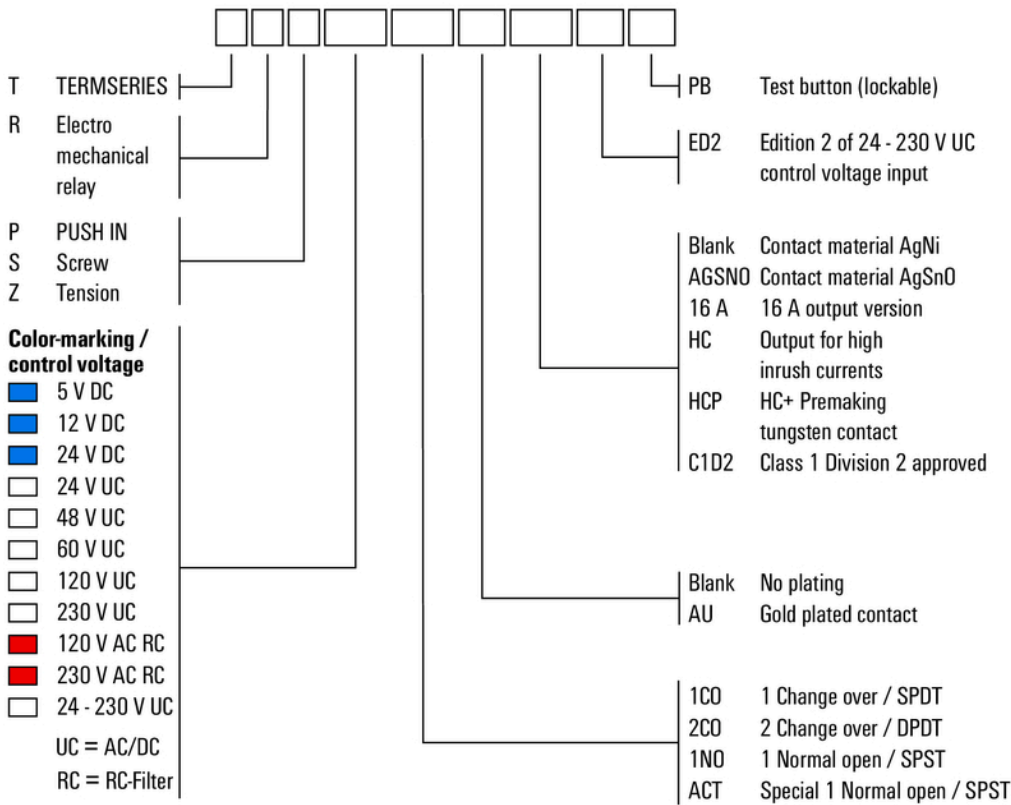 T TERMSERIES
R Electro
mechanical
relay
P PUSH IN
S Screw
Z Tension
Color-marking /
control voltage
5 V DC
12 V DC
24 V DC
24 V UC
48 V UC
60 V UC
120 V UC
230 V UC
120 V AC RC
230 V AC RC
24 - 230 V UC
UC = AC/DC
RC = RC-Filter
PB Test button (lockable)
ED2 Edition 2 of 24 - 230 V UC
control voltage input
Blank Contact material AgNi
AGSNO Contact material AgSnO
16 A 16 A output version
HC Output for high
inrush currents
HCP HC+ Premaking
tungsten contact
C1D2 Class 1 Division 2 approved
Blank No plating
AU Gold plated contact
1CO 1 Change over / SPDT
2CO 2 Change over / DPDT
1NO 1 Normal open / SPST
ACT Special 1 Normal open / SPST